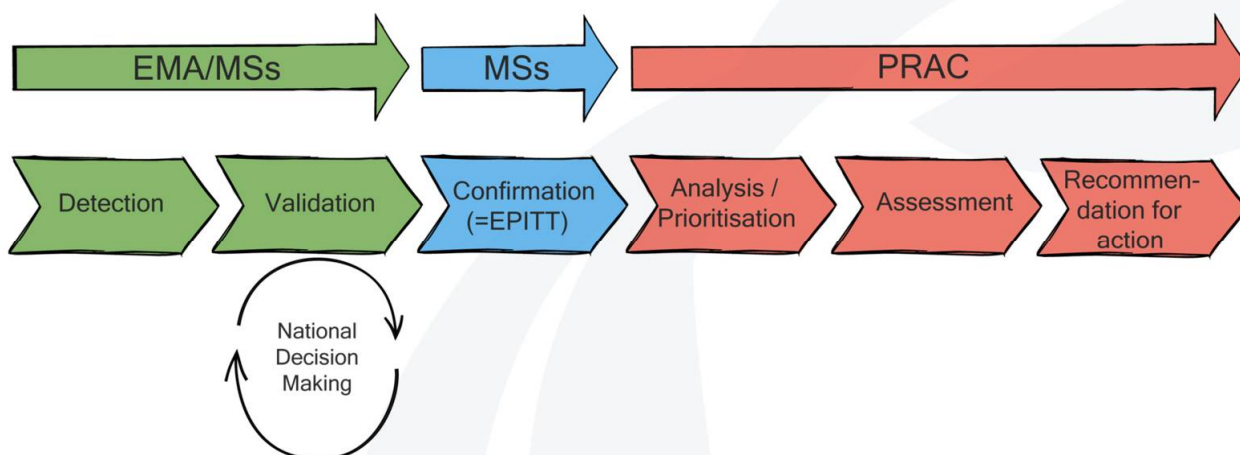 EMA/MSs
MSs
PRAC
Detection
Validation
Confirmation
(=EPITT)
Analysis /
Prioritisation
Assessment
Recommen-
dation for
action
National
Decision
Making